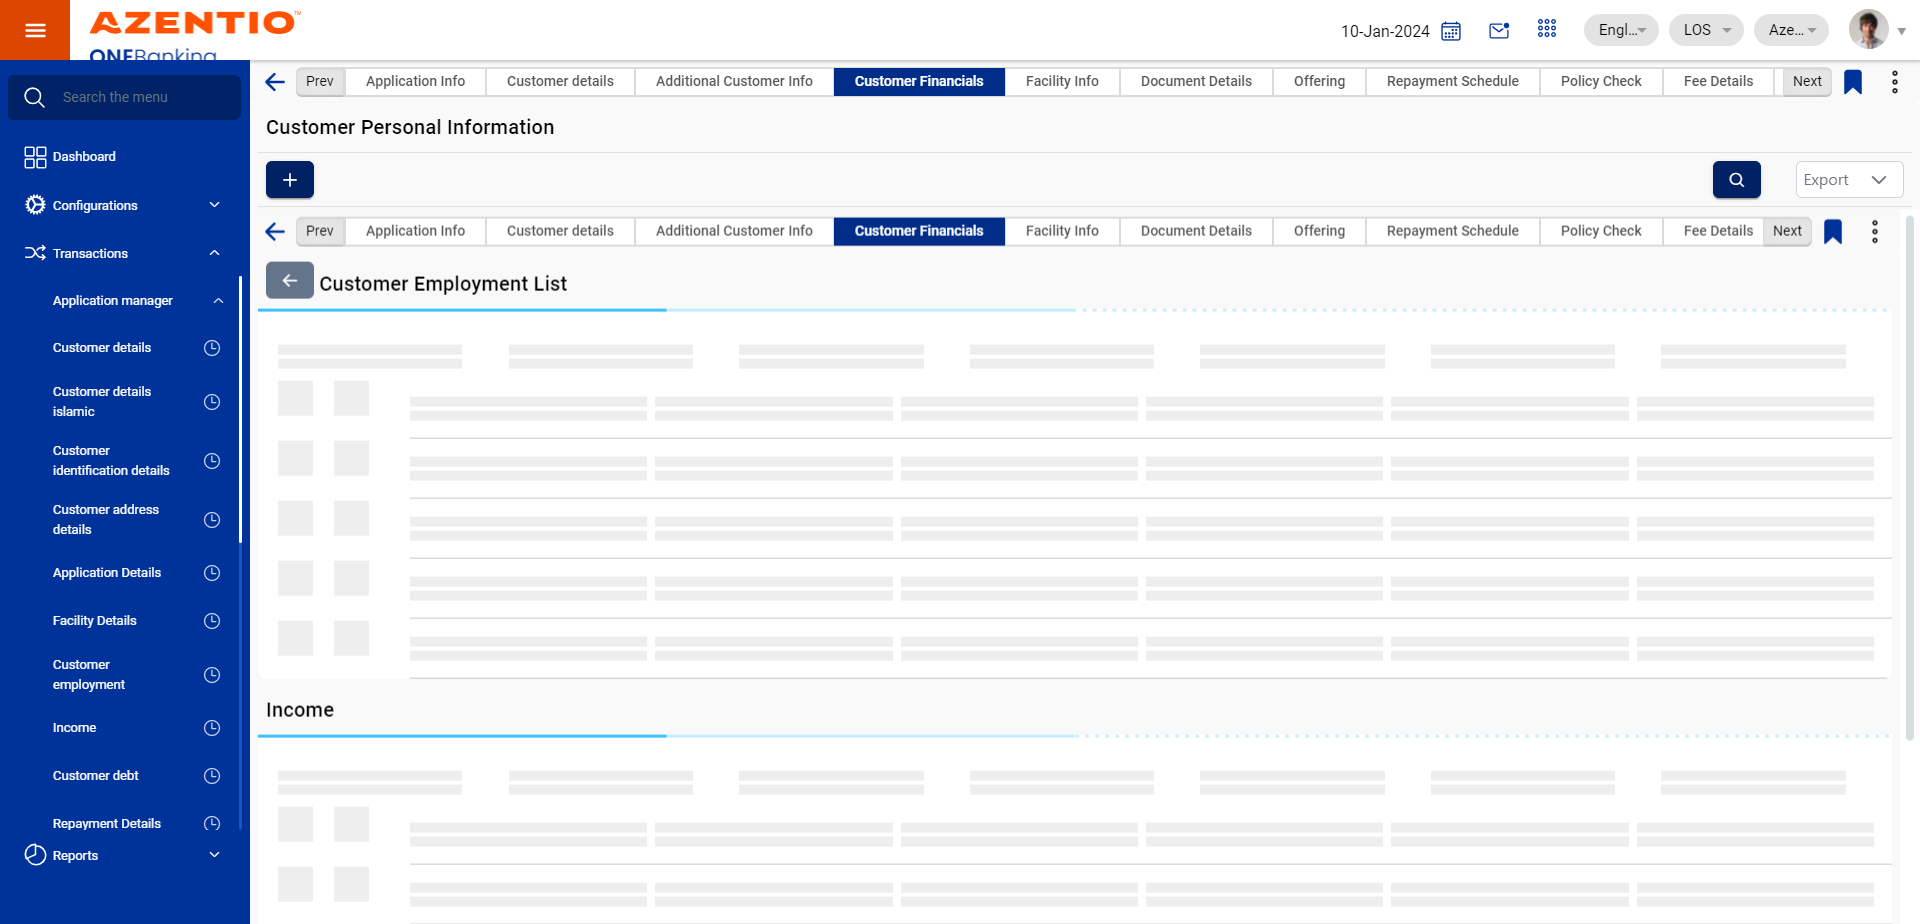 AZENTIO™
ONEBanking
10-Jan-2024
Engl...
LOS
Aze...
Search the menu
Dashboard
Configurations
Transactions
Application manager
Customer details
Customer details
islamic
Customer
identification details
Customer address
details
Application Details
Facility Details
Customer
employment
Income
Customer debt
Repayment Details
Reports
Prev Application Info Customer details Additional Customer Info Customer Financials Facility Info Document Details Offering Repayment Schedule Policy Check Fee Details Next
Customer Personal Information
Export
Prev Application Info Customer details Additional Customer Info Customer Financials Facility Info Document Details Offering Repayment Schedule Policy Check Fee Details Next
Customer Employment List
Income